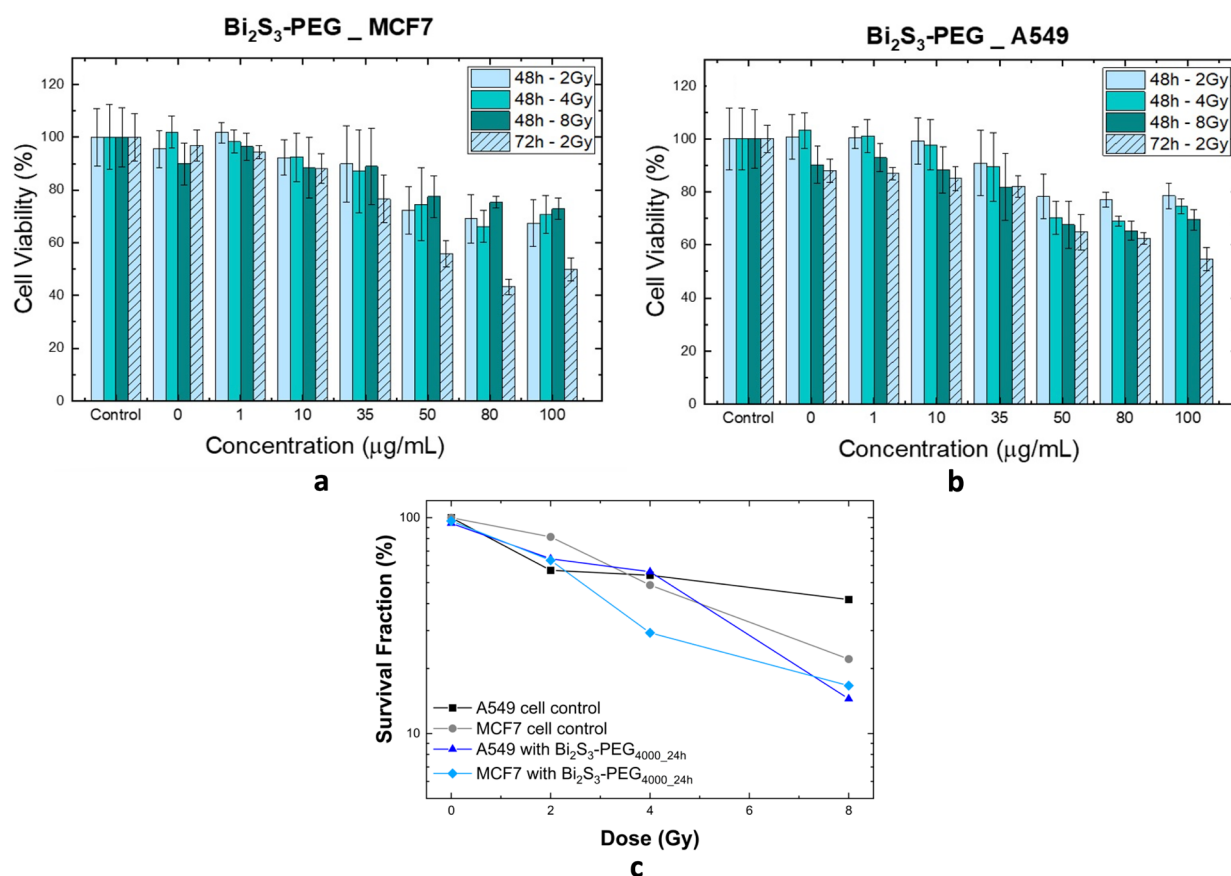 Bi₂S₃-PEG _ MCF7
48h - 2Gy
48h - 4Gy
48h - 8Gy
72h - 2Gy
Cell Viability (%)
120
100
80
60
40
20
0
Control 0 1 10 35 50 80 100
Concentration (μg/mL)
a
Bi₂S₃-PEG _ A549
48h - 2Gy
48h - 4Gy
48h - 8Gy
72h - 2Gy
Cell Viability (%)
120
100
80
60
40
20
0
Control 0 1 10 35 50 80 100
Concentration (μg/mL)
b
Survival Fraction (%)
100
10
A549 cell control
MCF7 cell control
A549 with Bi₂S₃-PEG₄₀₀₀_₂₄ₕ
MCF7 with Bi₂S₃-PEG₄₀₀₀_₂₄ₕ
0 2 4 6 8
Dose (Gy)
c